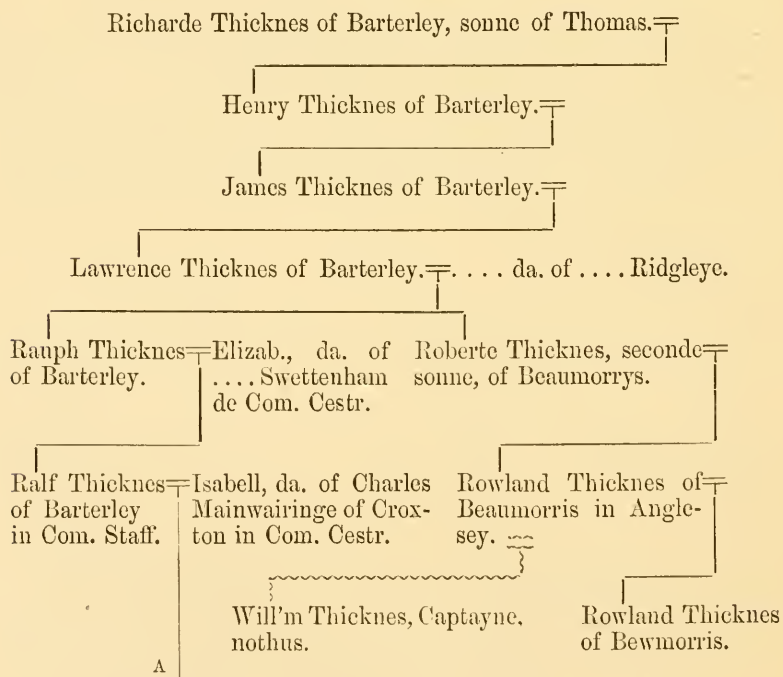 Richarde Thicknes of Barterley, sonne of Thomas.
Henry Thicknes of Barterley.
James Thicknes of Barterley.
Lawrence Thicknes of Barterley. . . . . da. of . . . . Ridgleye.
Rauph Thicknes
of Barterley.
Elizab., da. of
. . . . Swettenham
de Com. Cestr.
Roberte Thicknes, seconde
sonne, of Beaumorrys.
Ralf Thicknes
of Barterley
in Com. Staff.
Isabell, da. of Charles
Mainwairinge of Crox-
ton in Com. Cestr.
Rowland Thicknes of
Beaumorris in Angle-
sey.
Will'm Thicknes, Captayne,
nothus.
Rowland Thicknes
of Bewmorris.
A